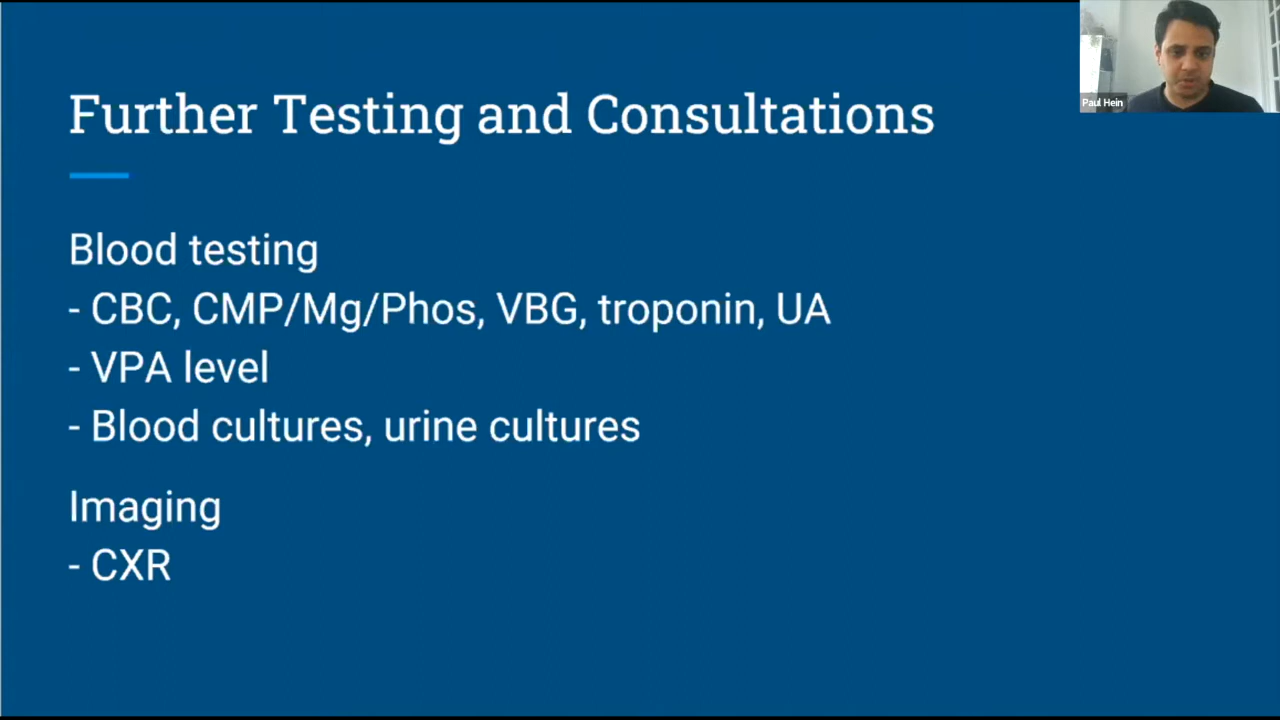 Further Testing and Consultations
Blood testing
- CBC, CMP/Mg/Phos, VBG, troponin, UA
- VPA level
- Blood cultures, urine cultures
Imaging
- CXR
Paul Hein